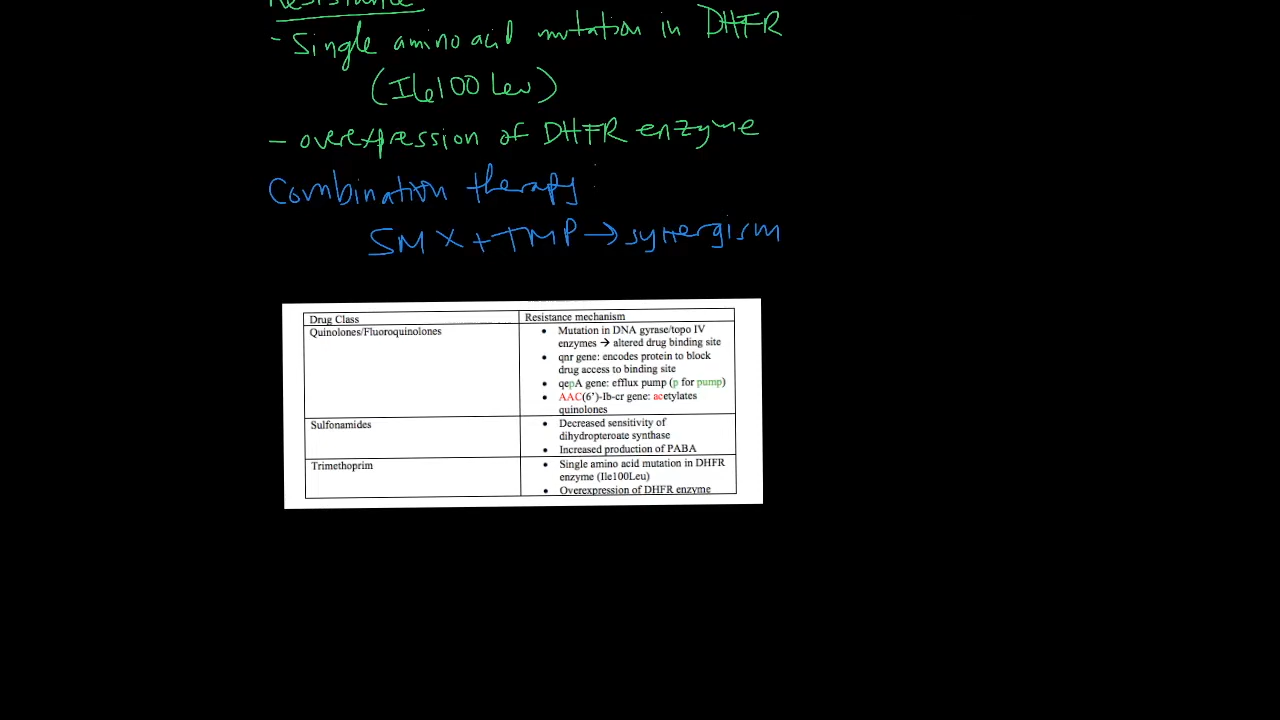 Resistance
- Single amino acid mutation in DHFR
(Ile100Leu)
- overexpression of DHFR enzyme
Combination therapy:
SMX + TMP → synergism
Drug Class
Resistance mechanism
Quinolones/Fluoroquinolones
• Mutation in DNA gyrase/topo IV
enzymes → altered drug binding site
• qnr gene: encodes protein to block
drug access to binding site
• qepA gene: efflux pump (p for pump)
• AAC(6’)-Ib-cr gene: acetylates
quinolones
Sulfonamides
• Decreased sensitivity of
dihydropteroate synthase
• Increased production of PABA
Trimethoprim
• Single amino acid mutation in DHFR
enzyme (Ile100Leu)
• Overexpression of DHFR enzyme